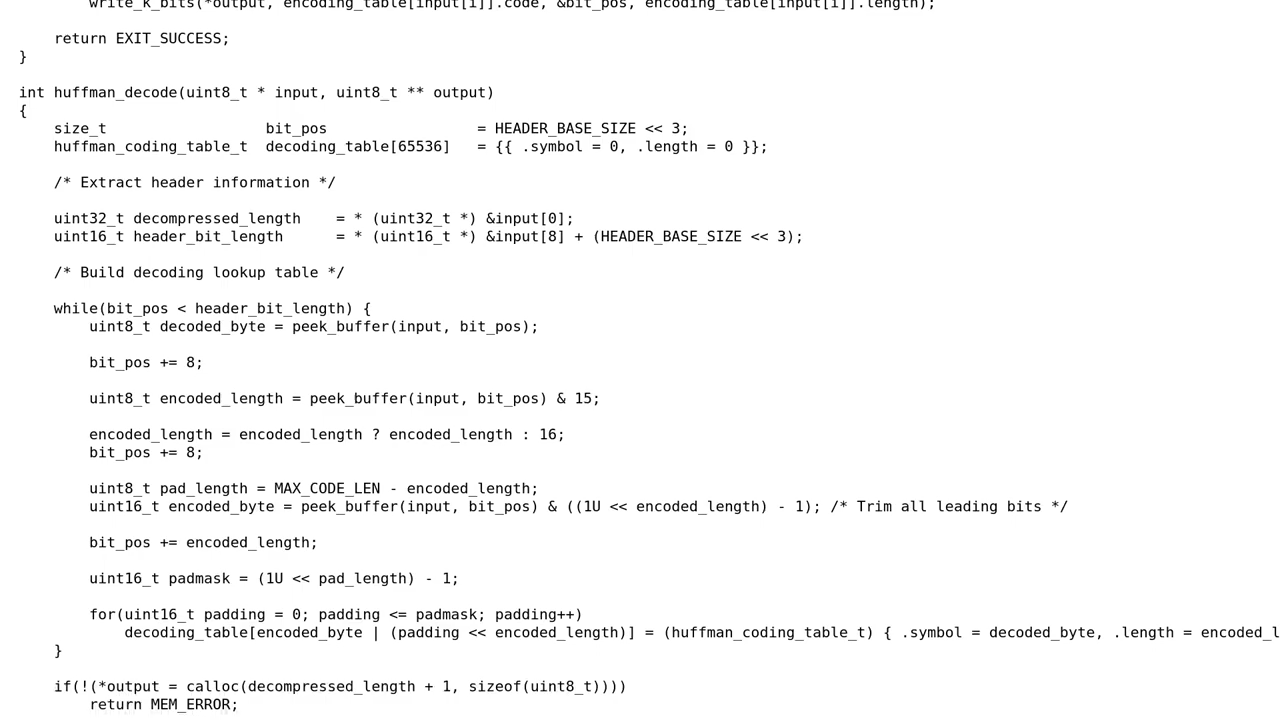 write_k_bits(*output, encoding_table[input[i]].code, &bit_pos, encoding_table[input[i]].length);
return EXIT_SUCCESS;
}
int huffman_decode(uint8_t * input, uint8_t ** output)
{
size_t bit_pos = HEADER_BASE_SIZE << 3;
huffman_coding_table_t decoding_table[65536] = {{ .symbol = 0, .length = 0 }};
/* Extract header information */
uint32_t decompressed_length = * (uint32_t *) &input[0];
uint16_t header_bit_length = * (uint16_t *) &input[8] + (HEADER_BASE_SIZE << 3);
/* Build decoding lookup table */
while(bit_pos < header_bit_length) {
uint8_t decoded_byte = peek_buffer(input, bit_pos);
bit_pos += 8;
uint8_t encoded_length = peek_buffer(input, bit_pos) & 15;
encoded_length = encoded_length ? encoded_length : 16;
bit_pos += 8;
uint8_t pad_length = MAX_CODE_LEN - encoded_length;
uint16_t encoded_byte = peek_buffer(input, bit_pos) & ((1U << encoded_length) - 1); /* Trim all leading bits */
bit_pos += encoded_length;
uint16_t padmask = (1U << pad_length) - 1;
for(uint16_t padding = 0; padding <= padmask; padding++)
decoding_table[encoded_byte | (padding << encoded_length)] = (huffman_coding_table_t) { .symbol = decoded_byte, .length = encoded_l
}
if(!(*output = calloc(decompressed_length + 1, sizeof(uint8_t))))
return MEM_ERROR;